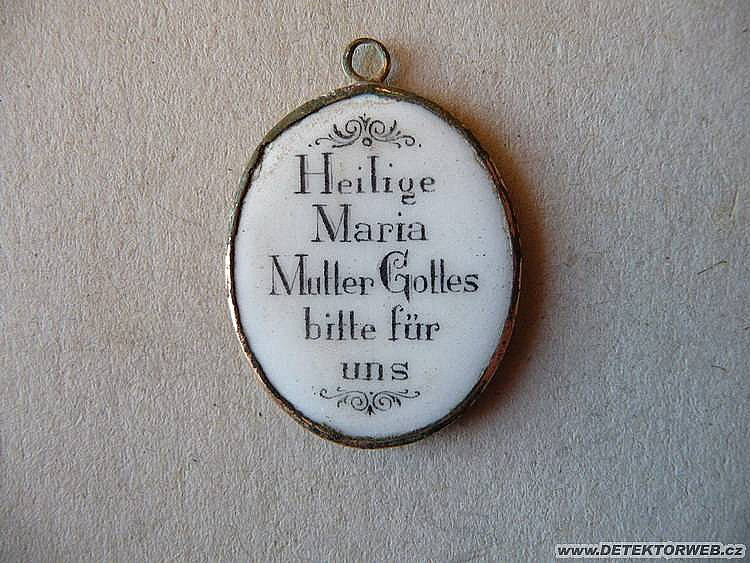 Heilige
Maria
Mutter Gottes
bitte für
uns
www.DETEKTORWEB.cz